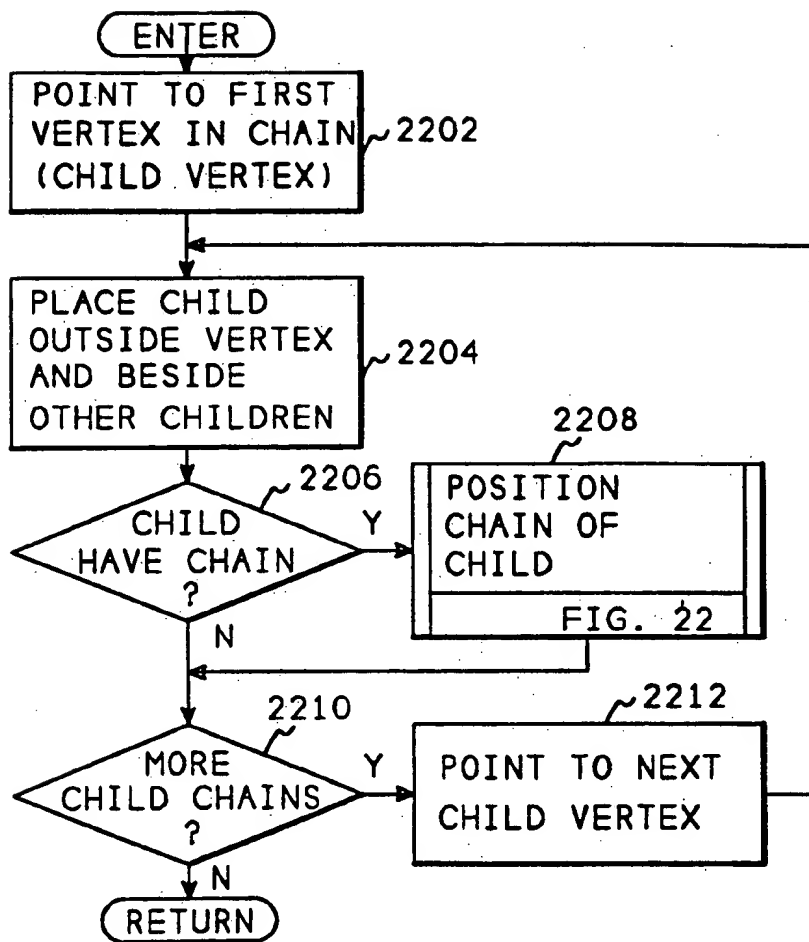 ENTER
POINT TO FIRST
VERTEX IN CHAIN
(CHILD VERTEX)
2202
PLACE CHILD
OUTSIDE VERTEX
AND BESIDE
OTHER CHILDREN
2204
2206
CHILD
HAVE CHAIN
?
Y
N
2208
POSITION
CHAIN OF
CHILD
FIG. 22
2210
MORE
CHILD CHAINS
?
Y
N
2212
POINT TO NEXT
CHILD VERTEX
RETURN